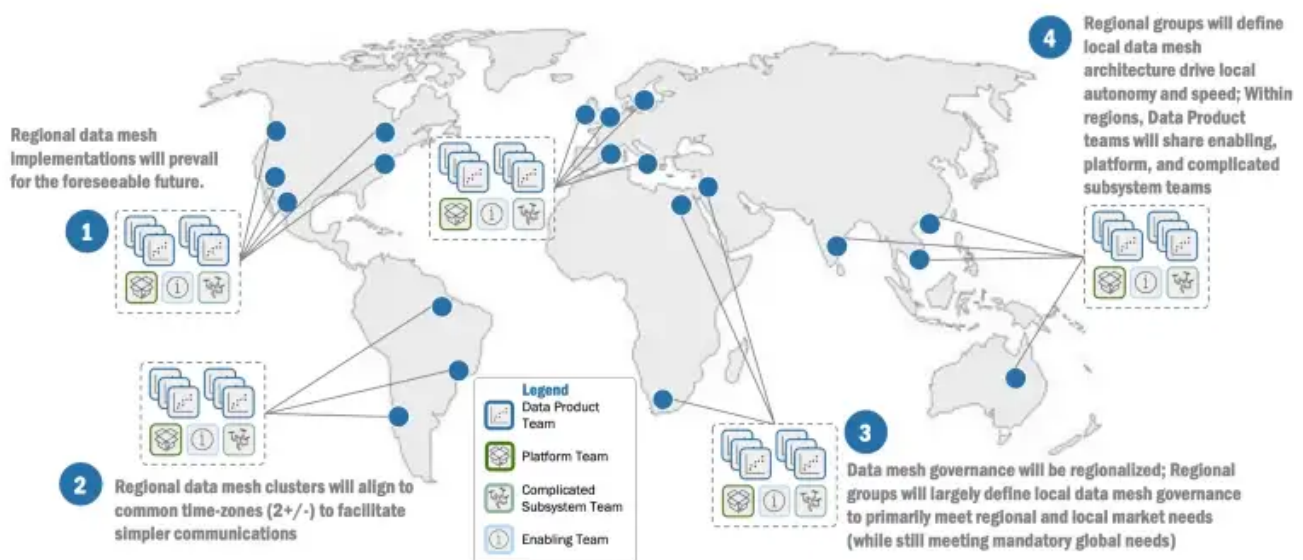 Regional data mesh
implementations will prevail
for the foreseeable future.
1
2
Regional data mesh clusters will align to
common time-zones (2+/-) to facilitate
simpler communications
Legend
Data Product
Team
Platform Team
Complicated
Subsystem Team
Enabling Team
3
Data mesh governance will be regionalized; Regional
groups will largely define local data mesh governance
to primarily meet regional and local market needs
(while still meeting mandatory global needs)
4
Regional groups will define
local data mesh
architecture drive local
autonomy and speed; Within
regions, Data Product
teams will share enabling,
platform, and complicated
subsystem teams